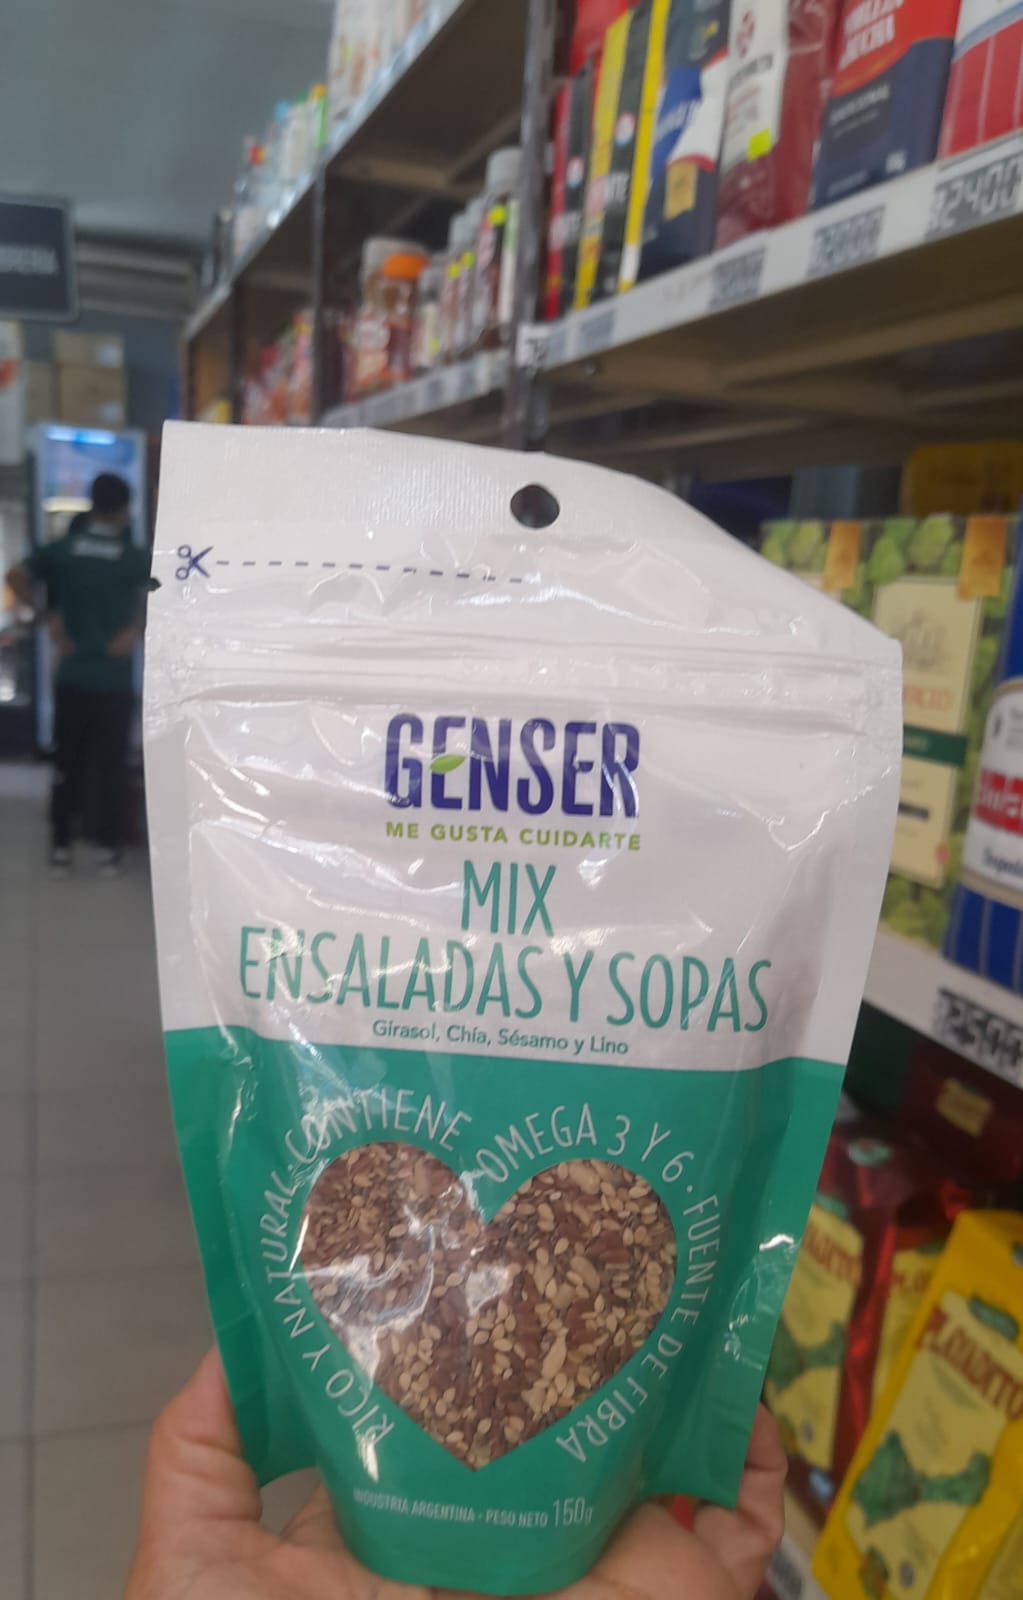 GENSER
ME GUSTA CUIDARTE
MIX
ENSALADAS Y SOPAS
Girasol, Chía, Sésamo y Lino
RICO Y NATURAL · CONTIENE OMEGA 3 Y 6 · FUENTE DE FIBRA
INDUSTRIA ARGENTINA - PESO NETO 150g
PLAYADITO